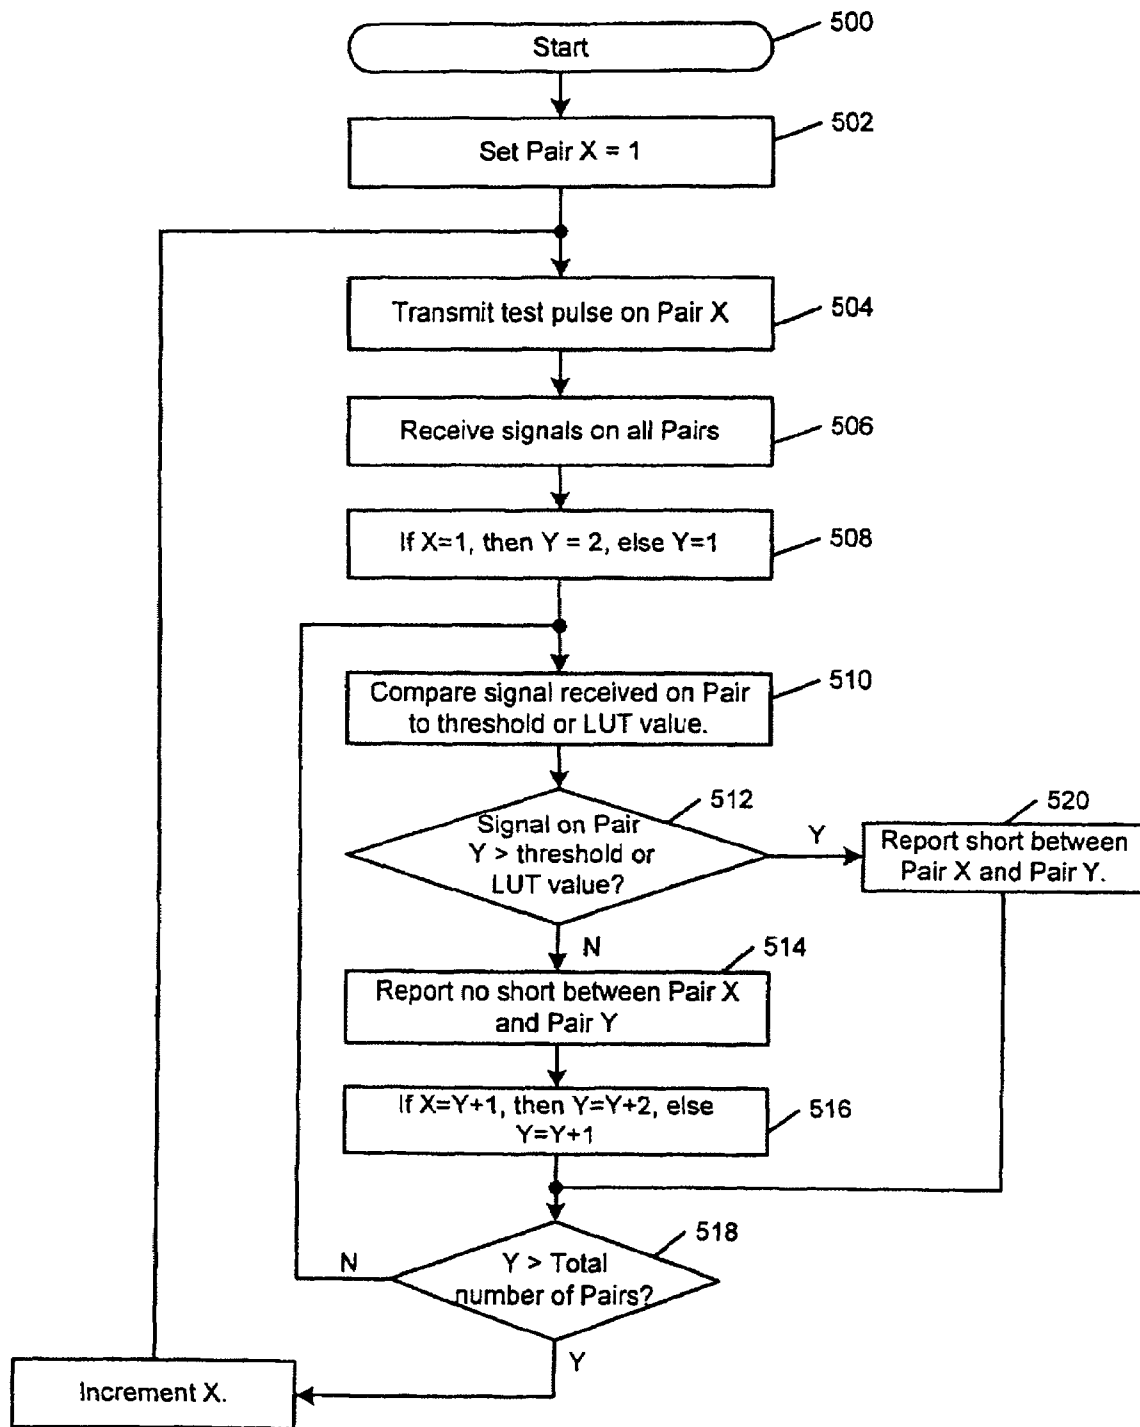 500
Start
502
Set Pair X = 1
504
Transmit test pulse on Pair X
506
Receive signals on all Pairs
508
If X=1, then Y = 2, else Y=1
510
Compare signal received on Pair
to threshold or LUT value.
512
Signal on Pair
Y > threshold or
LUT value?
Y
520
Report short between
Pair X and Pair Y.
N
514
Report no short between Pair X
and Pair Y
516
If X=Y+1, then Y=Y+2, else
Y=Y+1
518
Y > Total
number of Pairs?
N
Y
Increment X.